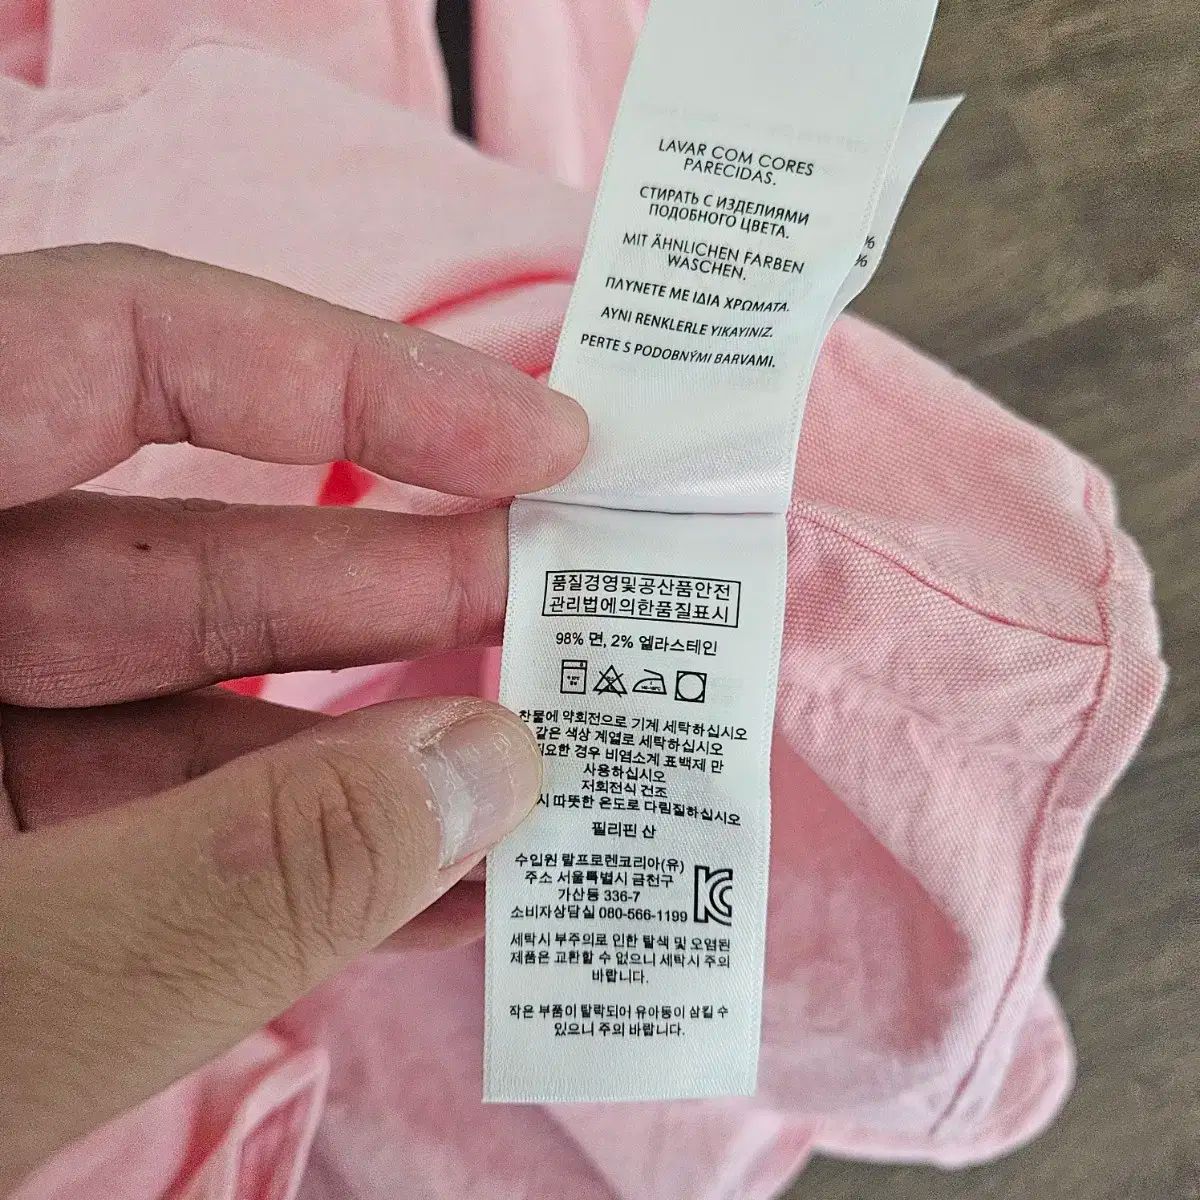 LAVAR COM CORES
PARECIDAS.
СТИРАТЬ С ИЗДЕЛИЯМИ
ПОДОБНОГО ЦВЕТА.
MIT ÄHNLICHEN FARBEN
WASCHEN.
ΠΛΥΝΕΤΕ ΜΕ ΙΔΙΑ ΧΡΩΜΑΤΑ.
AYNI RENKLERLE YIKAYINIZ.
PERTE S PODOBNÝMI BARVAMI.
%
%
품질경영및공산품안전
관리법에의한품질표시
98% 면, 2% 엘라스테인
찬물에 약회전으로 기계 세탁하십시오
같은 색상 계열로 세탁하십시오
필요한 경우 비염소계 표백제 만
사용하십시오
저회전식 건조
시 따뜻한 온도로 다림질하십시오
필리핀 산
수입원 랄프로렌코리아(유)
주소 서울특별시 금천구
가산동 336-7
소비자상담실 080-566-1199
세탁시 부주의로 인한 탈색 및 오염된
제품은 교환할 수 없으니 세탁시 주의
바랍니다.
작은 부품이 탈락되어 유아동이 삼킬 수
있으니 주의 바랍니다.